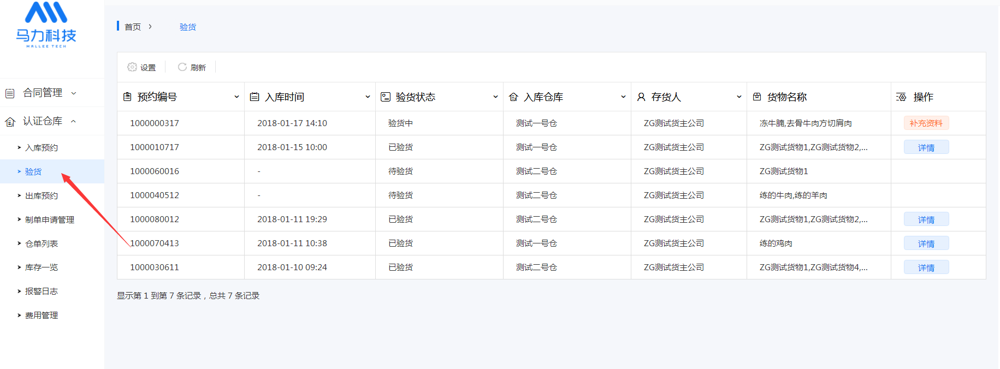 马力科技
MALLEE TECH
首页 > 验货
设置 刷新
合同管理
认证仓库
入库预约
验货
出库预约
制单申请管理
仓单列表
库存一览
报警日志
费用管理
预约编号 入库时间 验货状态 入库仓库 存货人 货物名称 操作
1000000317 2018-01-17 14:10 验货中 测试一号仓 ZG测试货主公司 冻牛腩,去骨牛肉方切肩肉 补充资料
1000010717 2018-01-15 10:00 已验货 测试一号仓 ZG测试货主公司 ZG测试货物1,ZG测试货物2,... 详情
1000060016 - 待验货 测试二号仓 ZG测试货主公司 ZG测试货物1
1000040512 - 待验货 测试二号仓 ZG测试货主公司 练的牛肉,练的羊肉
1000080012 2018-01-11 19:29 已验货 测试二号仓 ZG测试货主公司 ZG测试货物1,ZG测试货物2,... 详情
1000070413 2018-01-11 10:38 已验货 测试一号仓 ZG测试货主公司 练的鸡肉 详情
1000030611 2018-01-10 09:24 已验货 测试二号仓 ZG测试货主公司 ZG测试货物1,ZG测试货物4,... 详情
显示第 1 到第 7 条记录，总共 7 条记录